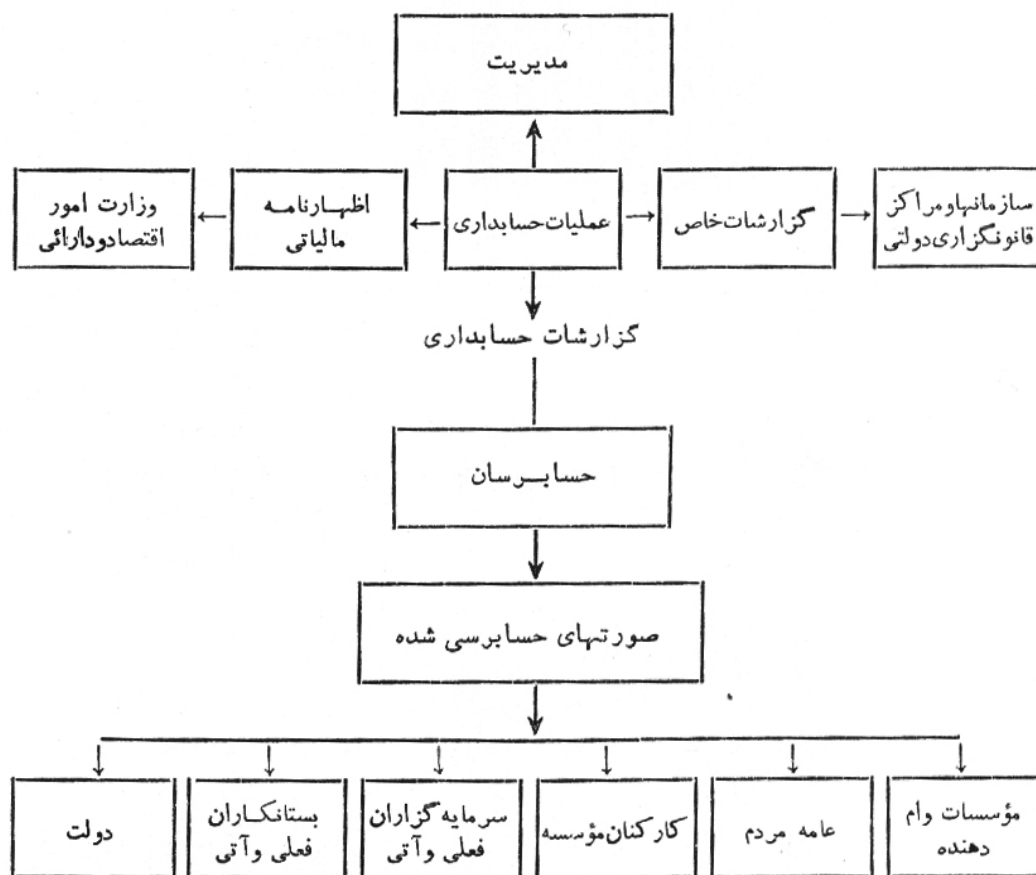 مدیریت
سازمانها و مراکز
قانونگزاری دولتی
گزارشات خاص
عملیات حسابداری
اظهارنامه
مالیاتی
وزارت امور
اقتصاد و دارائی
گزارشات حسابداری
حسابرسان
صورتهای حسابرسی شده
مؤسسات وام
دهنده
عامه مردم
کارکنان مؤسسه
سرمایه گزاران
فعلی و آتی
بستانکاران
فعلی و آتی
دولت